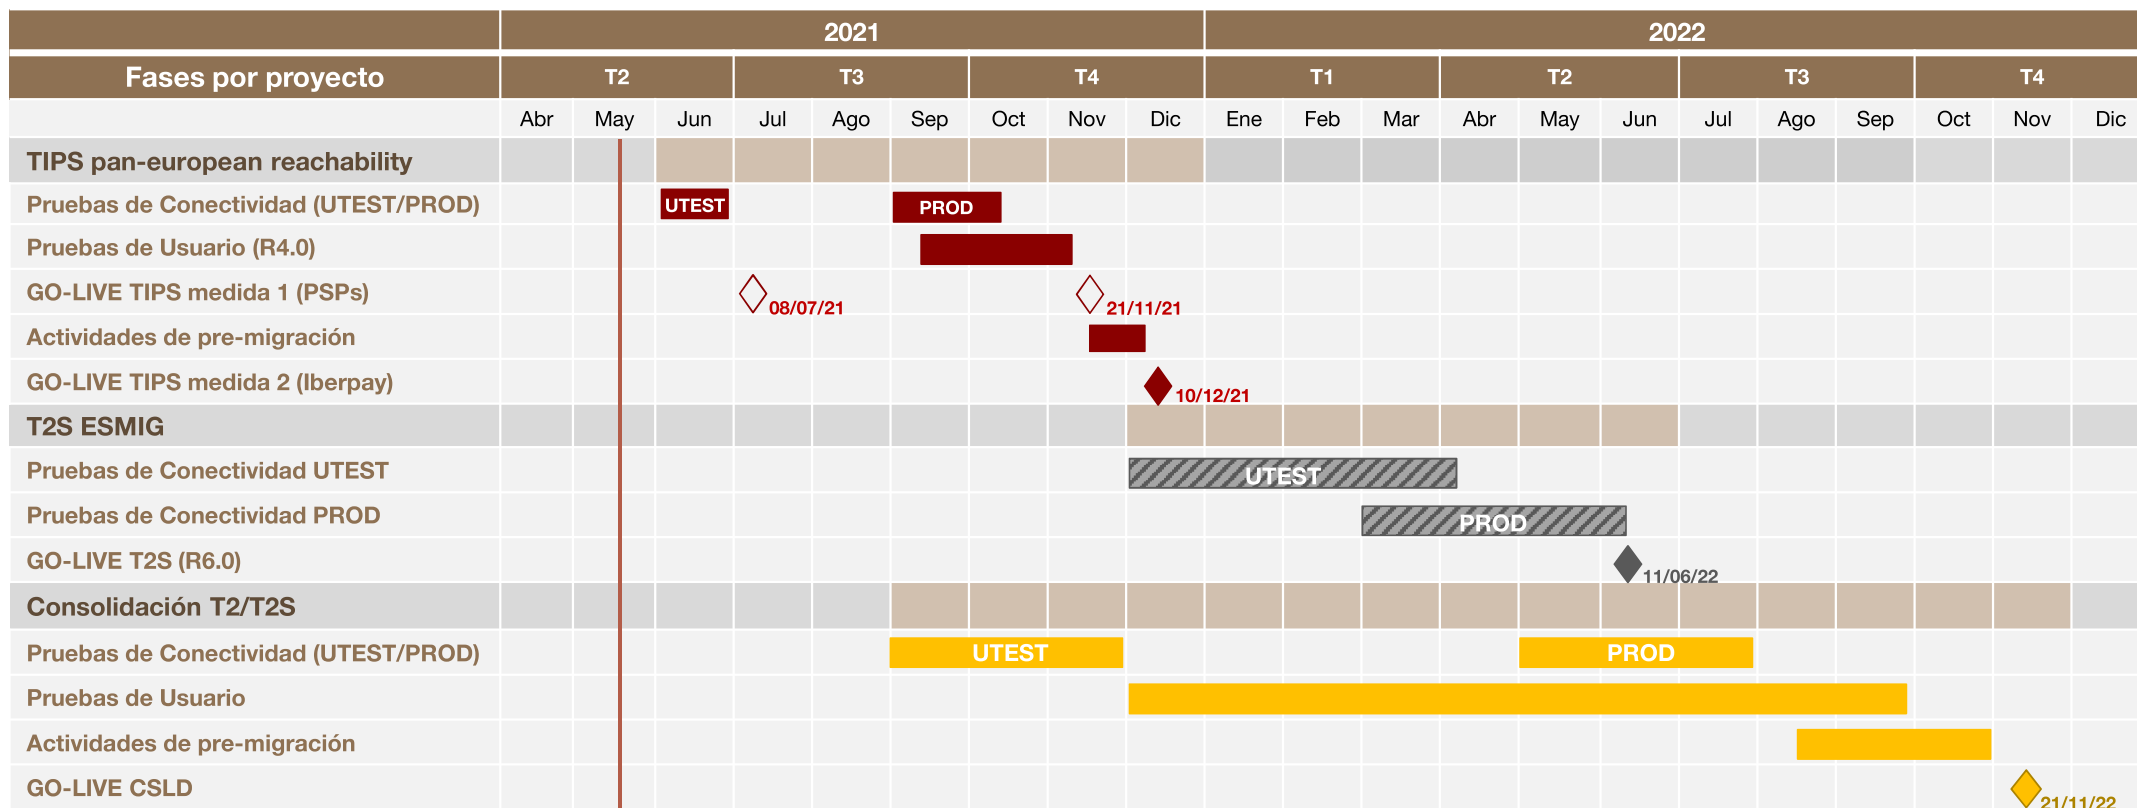 2021 2022
Fases por proyecto T2 T3 T4 T1 T2 T3 T4
Abr May Jun Jul Ago Sep Oct Nov Dic Ene Feb Mar Abr May Jun Jul Ago Sep Oct Nov Dic
TIPS pan-european reachability
Pruebas de Conectividad (UTEST/PROD) UTEST PROD
Pruebas de Usuario (R4.0)
GO-LIVE TIPS medida 1 (PSPs) 08/07/21 21/11/21
Actividades de pre-migración
GO-LIVE TIPS medida 2 (Iberpay) 10/12/21
T2S ESMIG
Pruebas de Conectividad UTEST UTEST
Pruebas de Conectividad PROD PROD
GO-LIVE T2S (R6.0) 11/06/22
Consolidación T2/T2S
Pruebas de Conectividad (UTEST/PROD) UTEST PROD
Pruebas de Usuario
Actividades de pre-migración
GO-LIVE CSLD 21/11/22